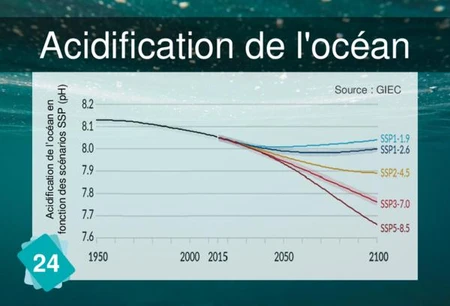 Acidification de l'océan
Source : GIEC
Acidification de l'océan en
fonction des scénarios SSP (pH)
8.2
8.1
8.0
7.9
7.8
7.7
7.6
SSP1-1.9
SSP1-2.6
SSP2-4.5
SSP3-7.0
SSP5-8.5
1950
2000
2015
2050
2100
24